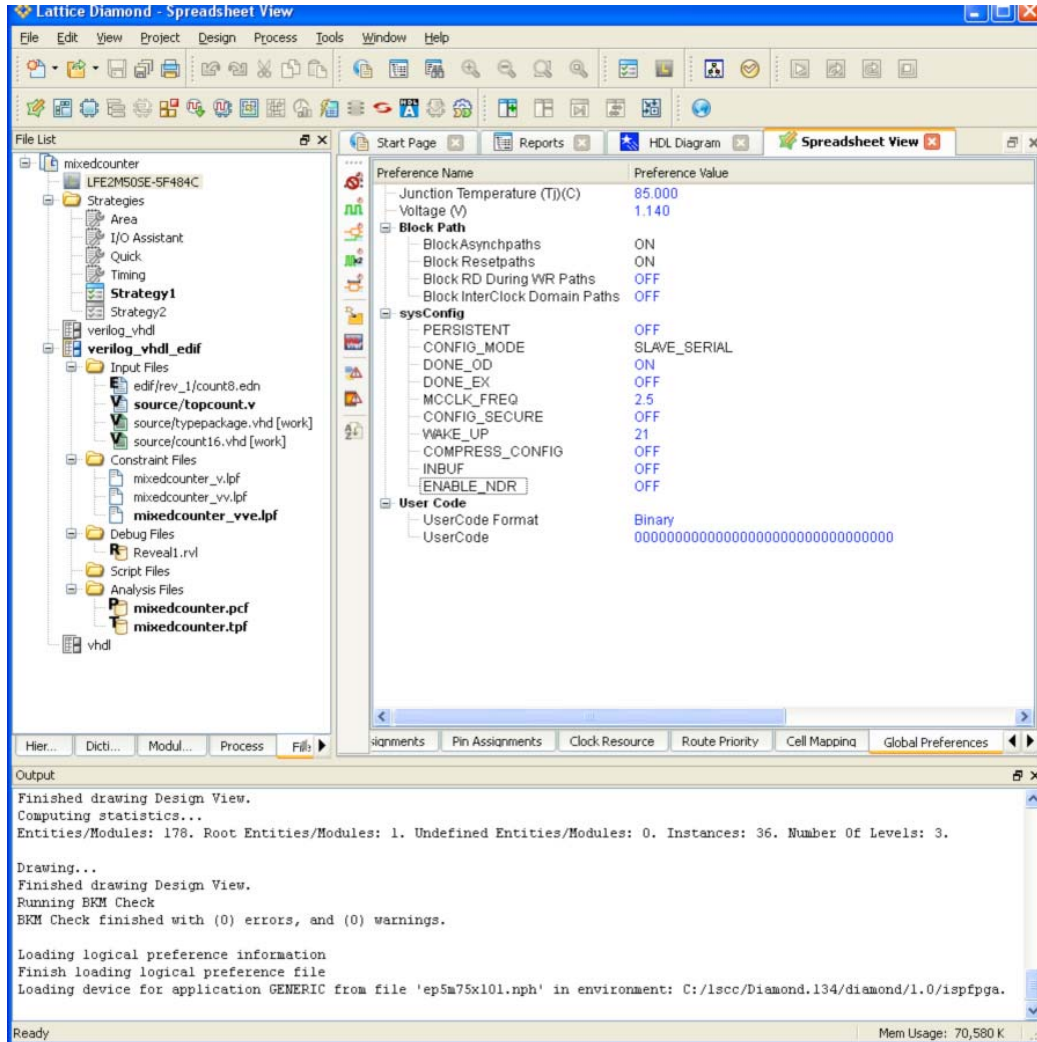 Lattice Diamond - Spreadsheet View
File Edit View Project Design Process Tools Window Help
File List
mixedcounter
LFE2M50SE-5F484C
Strategies
Area
I/O Assistant
Quick
Timing
Strategy1
Strategy2
verilog_vhdl
verilog_vhdl_edif
Input Files
edif/rev_1/count8.edn
source/topcount.v
source/typepackage.vhd [work]
source/count16.vhd [work]
Constraint Files
mixedcounter_v.lpf
mixedcounter_vv.lpf
mixedcounter_vve.lpf
Debug Files
Reveal1.rvl
Script Files
Analysis Files
mixedcounter.pcf
mixedcounter.tpf
vhdl
Hier... Dicti... Modul... Process
Start Page Reports HDL Diagram Spreadsheet View
Preference Name Preference Value
Junction Temperature (Tj)(C) 85.000
Voltage (V) 1.140
Block Path
Block Asynchpaths ON
Block Resetpaths ON
Block RD During WR Paths OFF
Block InterClock Domain Paths OFF
sysConfig
PERSISTENT OFF
CONFIG_MODE SLAVE_SERIAL
DONE_OD ON
DONE_EX OFF
MCCLK_FREQ 2.5
CONFIG_SECURE OFF
WAKE_UP 21
COMPRESS_CONFIG OFF
INBUF OFF
ENABLE_NDR OFF
User Code
UserCode Format Binary
UserCode 00000000000000000000000000000000
signments Pin Assignments Clock Resource Route Priority Cell Mapping Global Preferences
Output
Finished drawing Design View.
Computing statistics...
Entities/Modules: 178. Root Entities/Modules: 1. Undefined Entities/Modules: 0. Instances: 36. Number Of Levels: 3.
Drawing...
Finished drawing Design View.
Running BKM Check
BKM Check finished with (0) errors, and (0) warnings.
Loading logical preference information
Finish loading logical preference file
Loading device for application GENERIC from file 'ep5m75x101.nph' in environment: C:/lscc/Diamond.134/diamond/1.0/ispfpga.
Ready Mem Usage: 70,580 K